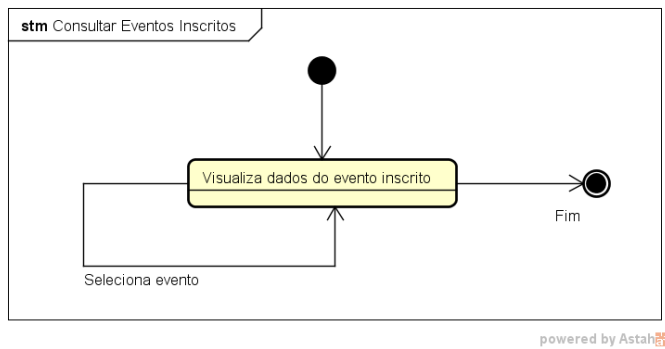 stm Consultar Eventos Inscritos
Visualiza dados do evento inscrito
Fim
Seleciona evento
powered by Astah